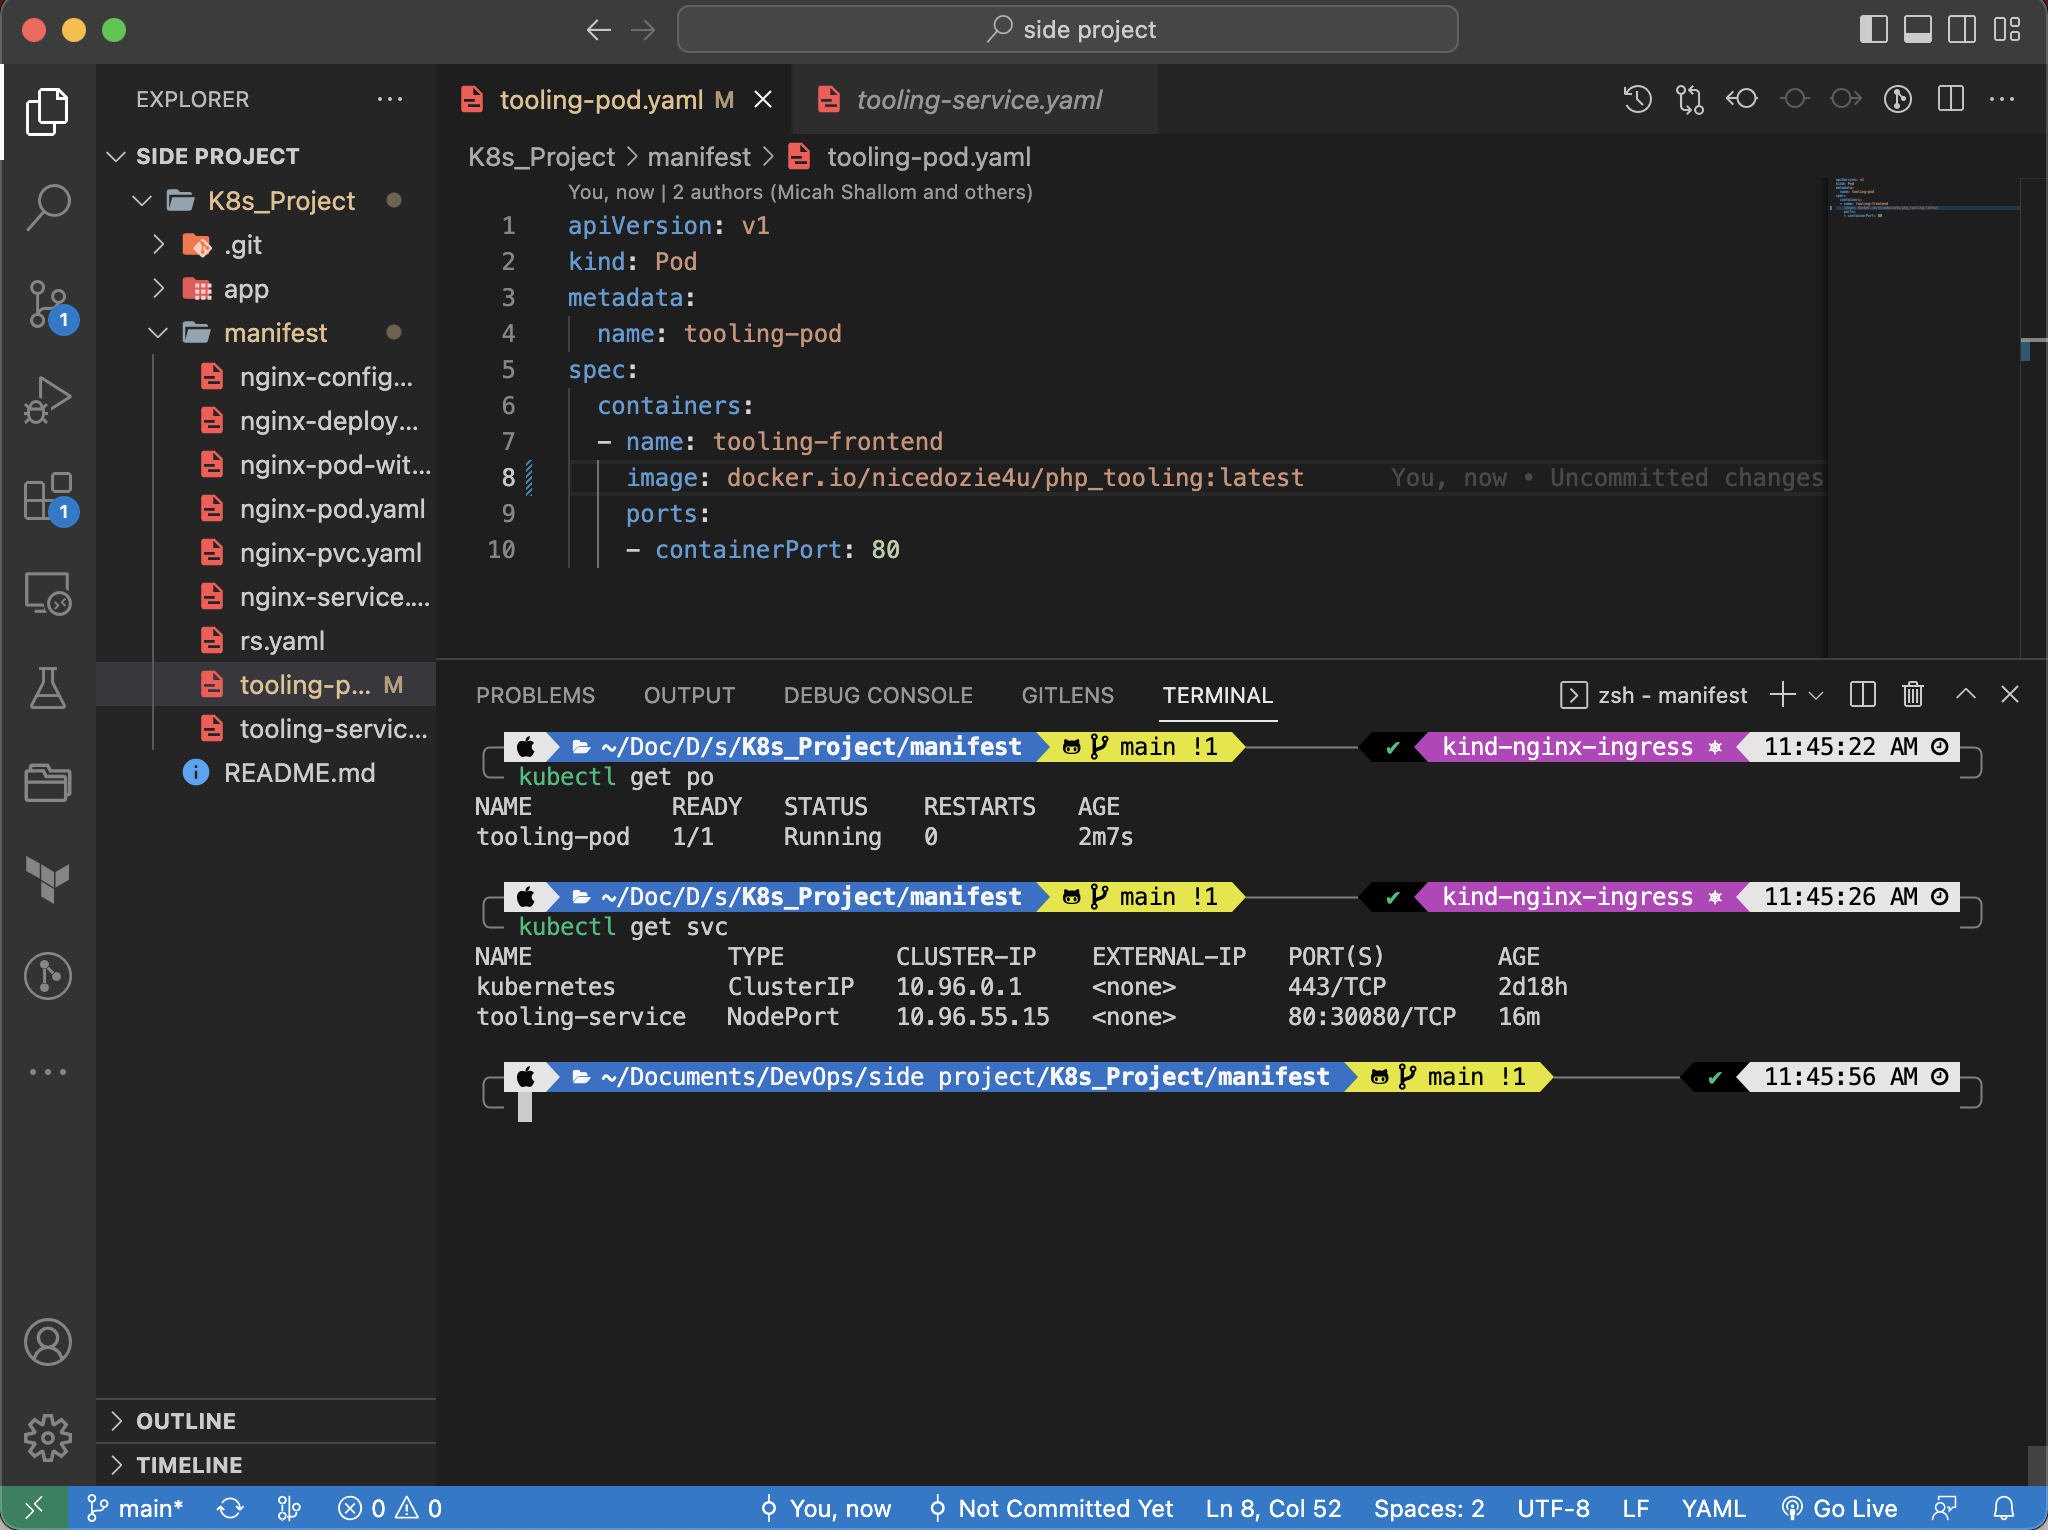 side project
EXPLORER
SIDE PROJECT
K8s_Project
.git
app
manifest
nginx-config...
nginx-deploy...
nginx-pod-wit...
nginx-pod.yaml
nginx-pvc.yaml
nginx-service....
rs.yaml
tooling-p... M
tooling-servic...
README.md
OUTLINE
TIMELINE
1
1
tooling-pod.yaml M
tooling-service.yaml
K8s_Project > manifest > tooling-pod.yaml
You, now | 2 authors (Micah Shallom and others)
1 apiVersion: v1
2 kind: Pod
3 metadata:
4 name: tooling-pod
5 spec:
6 containers:
7 - name: tooling-frontend
8 image: docker.io/nicedozie4u/php_tooling:latest You, now • Uncommitted changes
9 ports:
10 - containerPort: 80
PROBLEMS OUTPUT DEBUG CONSOLE GITLENS TERMINAL zsh - manifest
~/Doc/D/s/K8s_Project/manifest main !1 ✔ kind-nginx-ingress 11:45:22 AM
kubectl get po
NAME READY STATUS RESTARTS AGE
tooling-pod 1/1 Running 0 2m7s
~/Doc/D/s/K8s_Project/manifest main !1 ✔ kind-nginx-ingress 11:45:26 AM
kubectl get svc
NAME TYPE CLUSTER-IP EXTERNAL-IP PORT(S) AGE
kubernetes ClusterIP 10.96.0.1 <none> 443/TCP 2d18h
tooling-service NodePort 10.96.55.15 <none> 80:30080/TCP 16m
~/Documents/DevOps/side project/K8s_Project/manifest main !1 ✔ 11:45:56 AM
main* 0 0 You, now Not Committed Yet Ln 8, Col 52 Spaces: 2 UTF-8 LF YAML Go Live